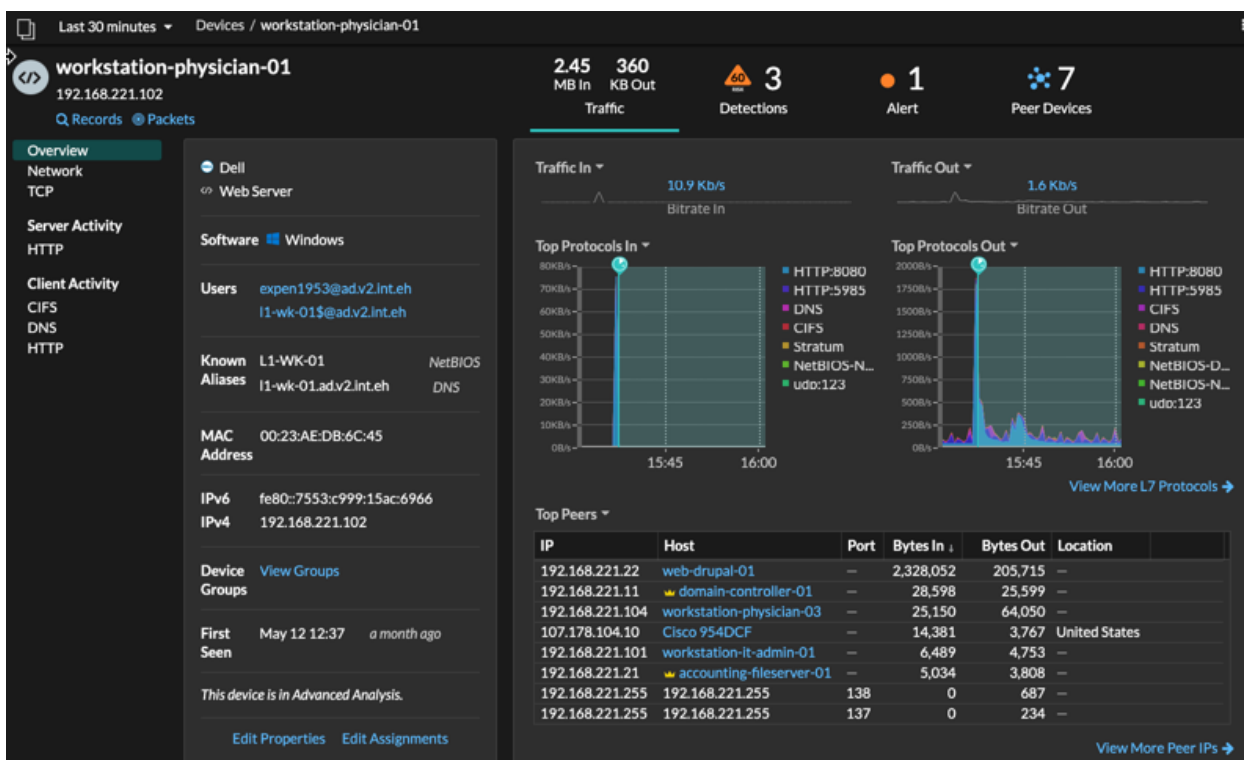 Last 30 minutes Devices / workstation-physician-01
workstation-physician-01
192.168.221.102
Records Packets
2.45 MB In 360 KB Out
Traffic
60 RISK 3
Detections
1
Alert
7
Peer Devices
Overview
Network
TCP
Server Activity
HTTP
Client Activity
CIFS
DNS
HTTP
Dell
Web Server
Software Windows
Users expen1953@ad.v2.int.eh
l1-wk-01$@ad.v2.int.eh
Known Aliases L1-WK-01 NetBIOS
l1-wk-01.ad.v2.int.eh DNS
MAC Address 00:23:AE:DB:6C:45
IPv6 fe80::7553:c999:15ac:6966
IPv4 192.168.221.102
Device Groups View Groups
First Seen May 12 12:37 a month ago
This device is in Advanced Analysis.
Edit Properties Edit Assignments
Traffic In
10.9 Kb/s
Bitrate In
Traffic Out
1.6 Kb/s
Bitrate Out
Top Protocols In
80KB/s
70KB/s
60KB/s
50KB/s
40KB/s
30KB/s
20KB/s
10KB/s
0B/s
15:45 16:00
HTTP:8080
HTTP:5985
DNS
CIFS
Stratum
NetBIOS-N...
udp:123
Top Protocols Out
2000B/s
1750B/s
1500B/s
1250B/s
1000B/s
750B/s
500B/s
250B/s
0B/s
15:45 16:00
HTTP:8080
HTTP:5985
CIFS
DNS
Stratum
NetBIOS-D...
NetBIOS-N...
udp:123
View More L7 Protocols
Top Peers
IP Host Port Bytes In ↓ Bytes Out Location
192.168.221.22 web-drupal-01 — 2,328,052 205,715 —
192.168.221.11 domain-controller-01 — 28,598 25,599 —
192.168.221.104 workstation-physician-03 — 25,150 64,050 —
107.178.104.10 Cisco 954DCF — 14,381 3,767 United States
192.168.221.101 workstation-it-admin-01 — 6,489 4,753 —
192.168.221.21 accounting-fileserver-01 — 5,034 3,808 —
192.168.221.255 192.168.221.255 138 0 687 —
192.168.221.255 192.168.221.255 137 0 234 —
View More Peer IPs